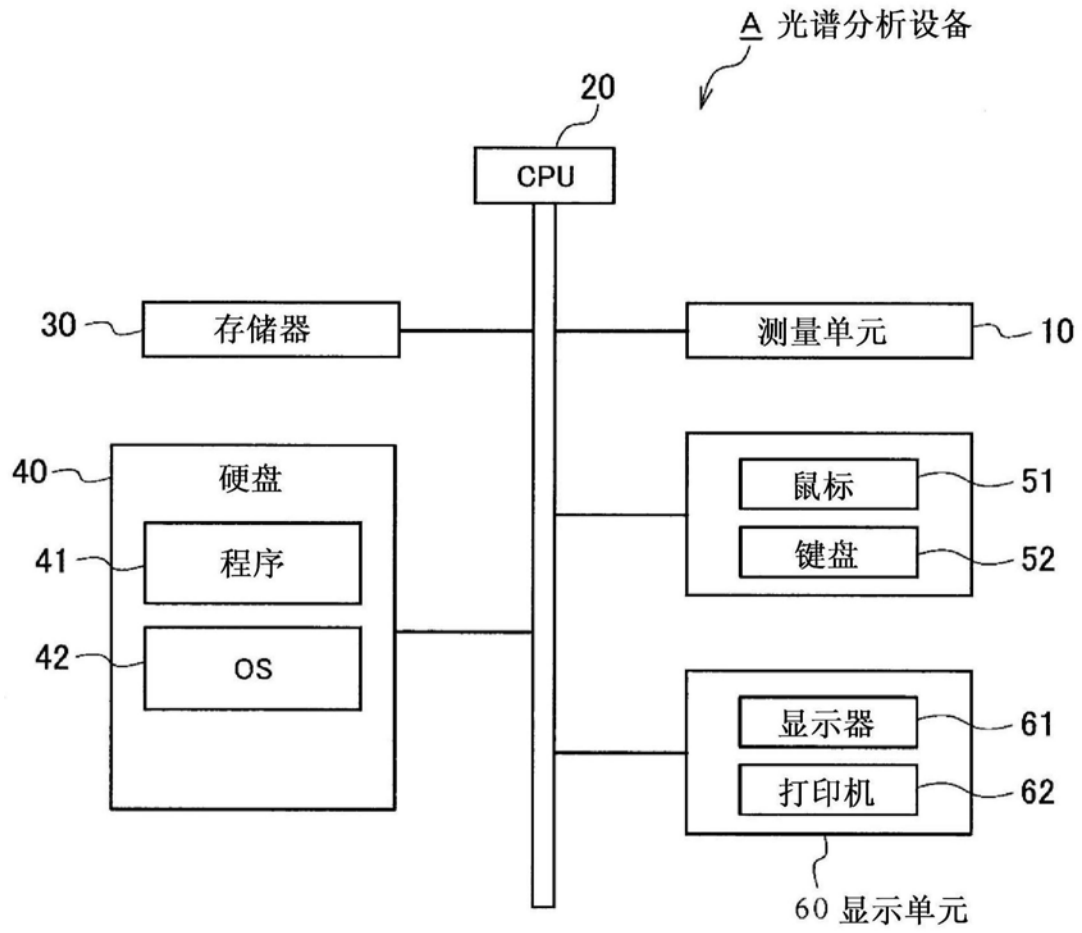 A 光谱分析设备
20
CPU
30 存储器
测量单元 10
40 硬盘
41 程序
42 OS
鼠标 51
键盘 52
显示器 61
打印机 62
60 显示单元